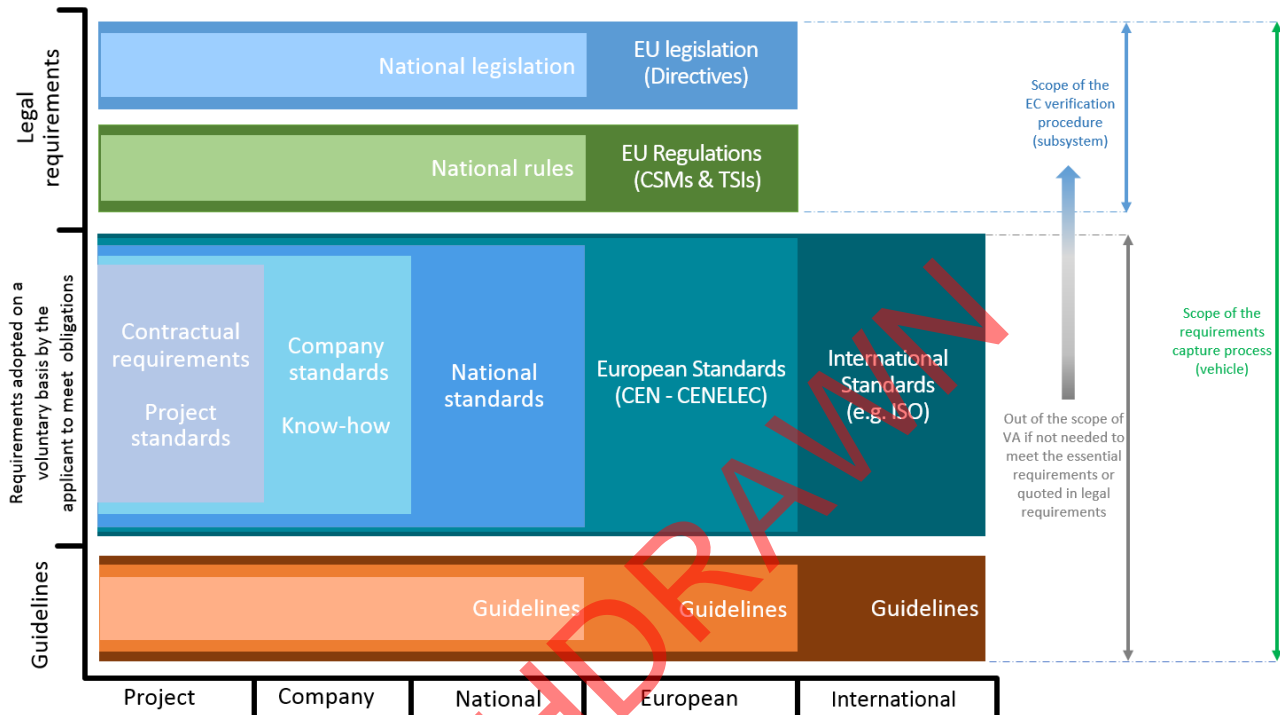 Legal
requirements
National legislation
EU legislation
(Directives)
National rules
EU Regulations
(CSMs & TSIs)
Scope of the
EC verification
procedure
(subsystem)
Requirements adopted on a
voluntary basis by the
applicant to meet obligations
Contractual
requirements
Project
standards
Company
standards
Know-how
National
standards
European Standards
(CEN - CENELEC)
International
Standards
(e.g. ISO)
Out of the scope of
VA if not needed to
meet the essential
requirements or
quoted in legal
requirements
Scope of the
requirements
capture process
(vehicle)
Guidelines
Guidelines
Guidelines
Guidelines
Project
Company
National
European
International
HDRAWN